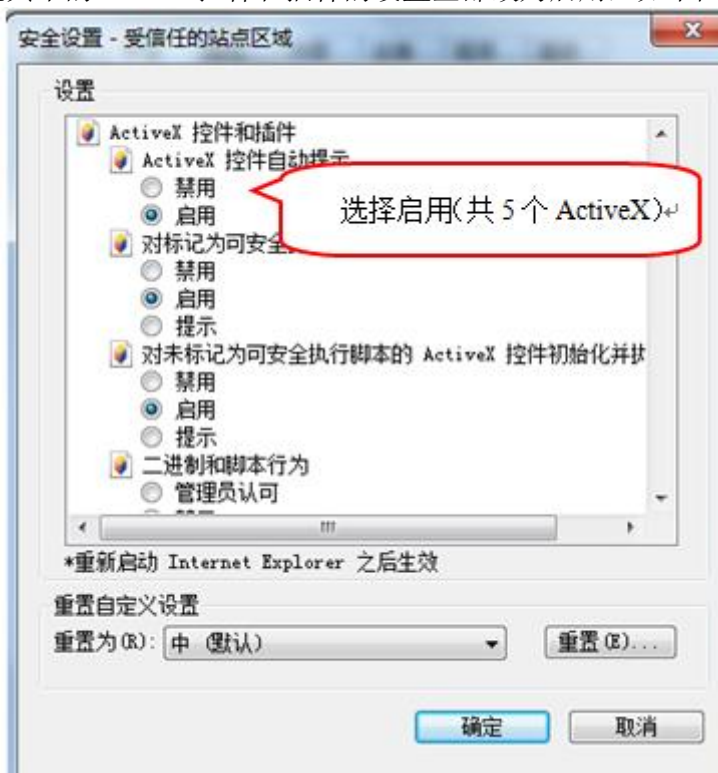 安全设置 - 受信任的站点区域
设置
ActiveX 控件和插件
ActiveX 控件自动提示
禁用
选择启用(共 5 个 ActiveX)↵
启用
对标记为可安全
禁用
启用
提示
对未标记为可安全执行脚本的 ActiveX 控件初始化并执
禁用
启用
提示
二进制和脚本行为
管理员认可
*重新启动 Internet Explorer 之后生效
重置自定义设置
重置为(R): 中 (默认) 重置(E)...
确定 取消